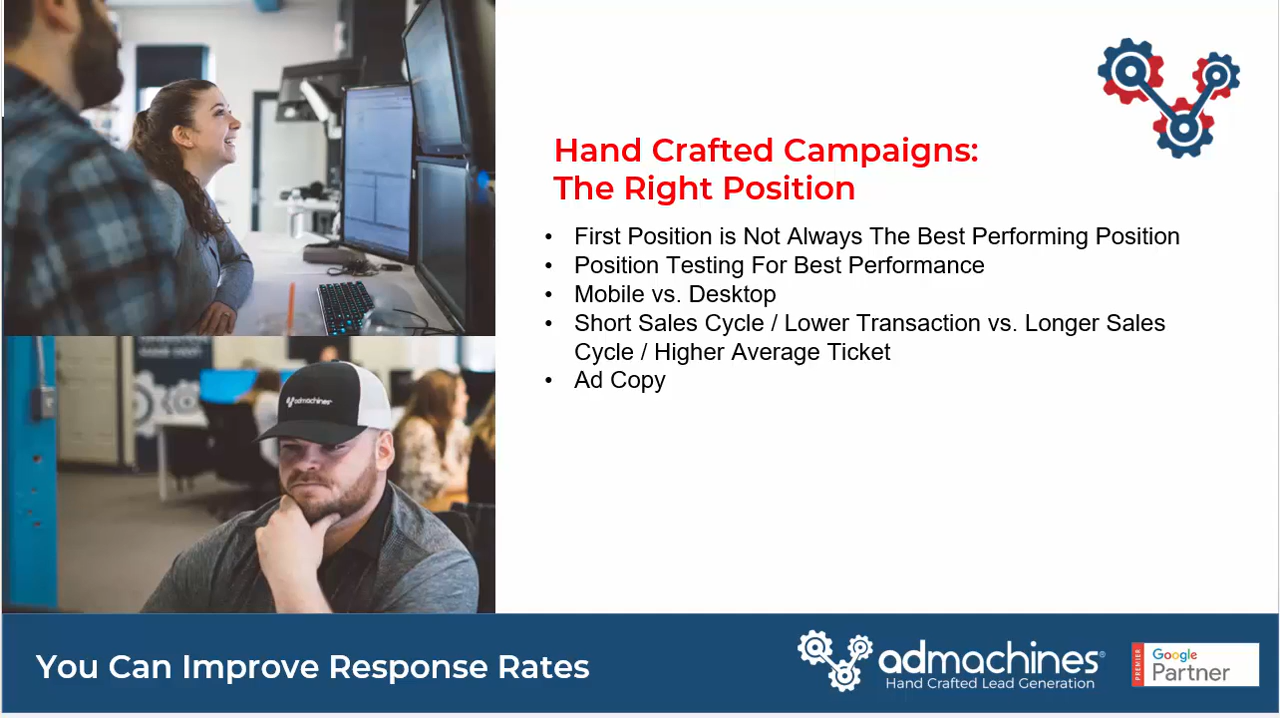 Hand Crafted Campaigns:
The Right Position
• First Position is Not Always The Best Performing Position
• Position Testing For Best Performance
• Mobile vs. Desktop
• Short Sales Cycle / Lower Transaction vs. Longer Sales
Cycle / Higher Average Ticket
• Ad Copy
admachines
You Can Improve Response Rates
admachines®
Hand Crafted Lead Generation
PREMIER
Google
Partner